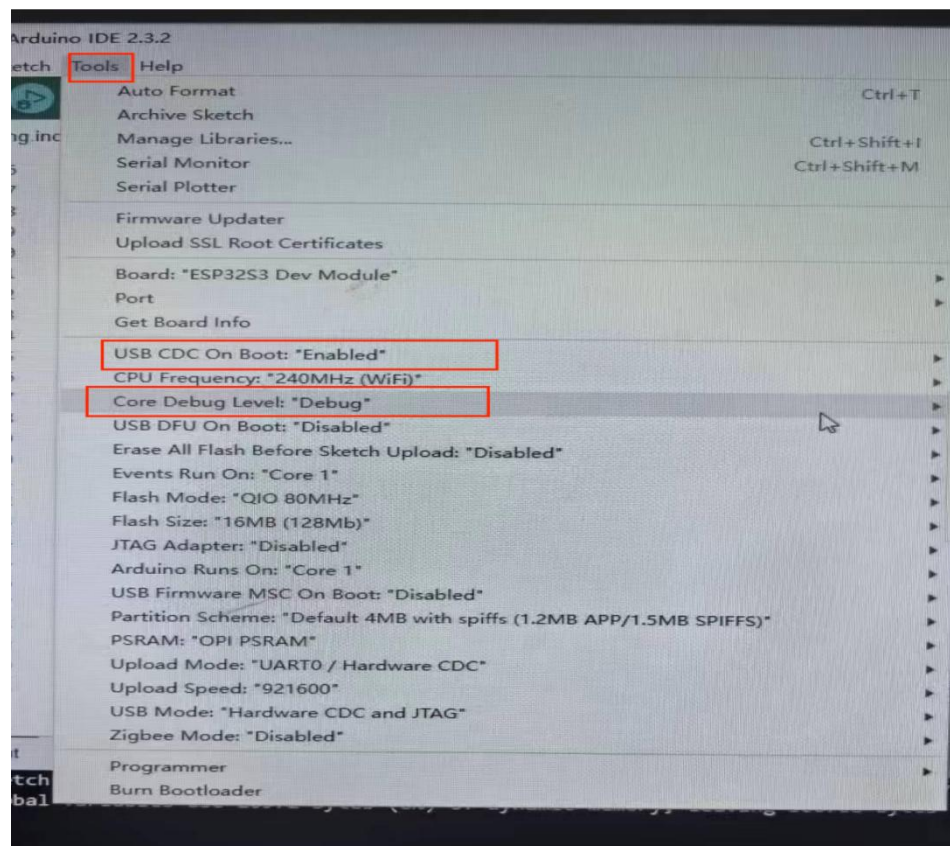 Arduino IDE 2.3.2
etch Tools Help
Auto Format Ctrl+T
Archive Sketch
ng.inc Manage Libraries... Ctrl+Shift+I
Serial Monitor Ctrl+Shift+M
Serial Plotter
Firmware Updater
Upload SSL Root Certificates
Board: "ESP32S3 Dev Module"
Port
Get Board Info
USB CDC On Boot: "Enabled"
CPU Frequency: "240MHz (WiFi)"
Core Debug Level: "Debug"
USB DFU On Boot: "Disabled"
Erase All Flash Before Sketch Upload: "Disabled"
Events Run On: "Core 1"
Flash Mode: "QIO 80MHz"
Flash Size: "16MB (128Mb)"
JTAG Adapter: "Disabled"
Arduino Runs On: "Core 1"
USB Firmware MSC On Boot: "Disabled"
Partition Scheme: "Default 4MB with spiffs (1.2MB APP/1.5MB SPIFFS)"
PSRAM: "OPI PSRAM"
Upload Mode: "UART0 / Hardware CDC"
Upload Speed: "921600"
USB Mode: "Hardware CDC and JTAG"
Zigbee Mode: "Disabled"
t
Programmer
tch
Burn Bootloader
bal